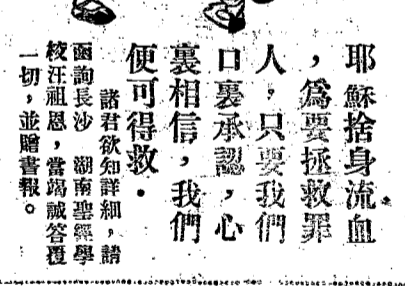 耶穌捨身流血
，爲要拯救罪
人，只要我們
口裏承認，心
裏相信，我們
便可得救．
諸君欲知詳細，請
函詢長沙 湖南聖經學
校汪祖恩，當竭誠答覆
一切，並贈書報。